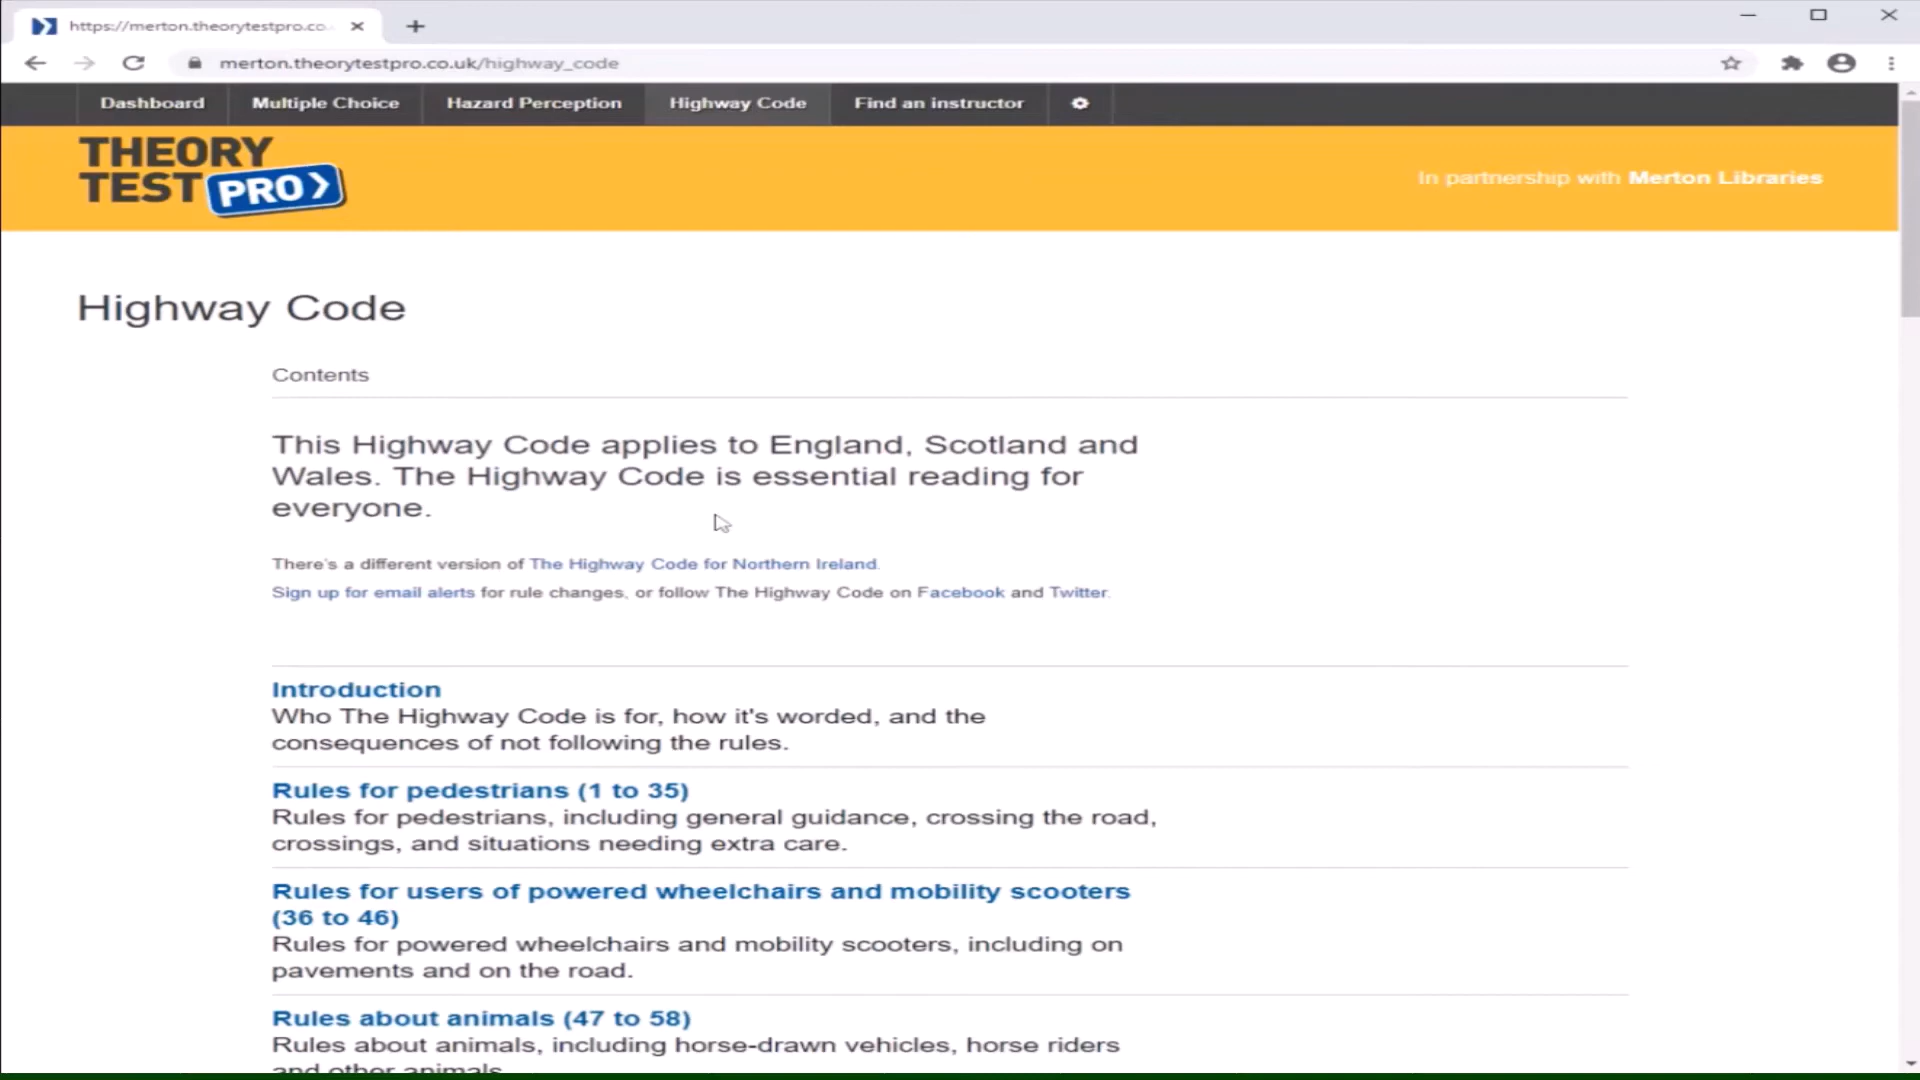 https://merton.theorytestpro.co
merton.theorytestpro.co.uk/highway_code
Dashboard Multiple Choice Hazard Perception Highway Code Find an instructor
THEORY
TEST PRO
In partnership with Merton Libraries
Highway Code
Contents
This Highway Code applies to England, Scotland and
Wales. The Highway Code is essential reading for
everyone.
There's a different version of The Highway Code for Northern Ireland.
Sign up for email alerts for rule changes, or follow The Highway Code on Facebook and Twitter.
Introduction
Who The Highway Code is for, how it's worded, and the
consequences of not following the rules.
Rules for pedestrians (1 to 35)
Rules for pedestrians, including general guidance, crossing the road,
crossings, and situations needing extra care.
Rules for users of powered wheelchairs and mobility scooters
(36 to 46)
Rules for powered wheelchairs and mobility scooters, including on
pavements and on the road.
Rules about animals (47 to 58)
Rules about animals, including horse-drawn vehicles, horse riders
and other animals.